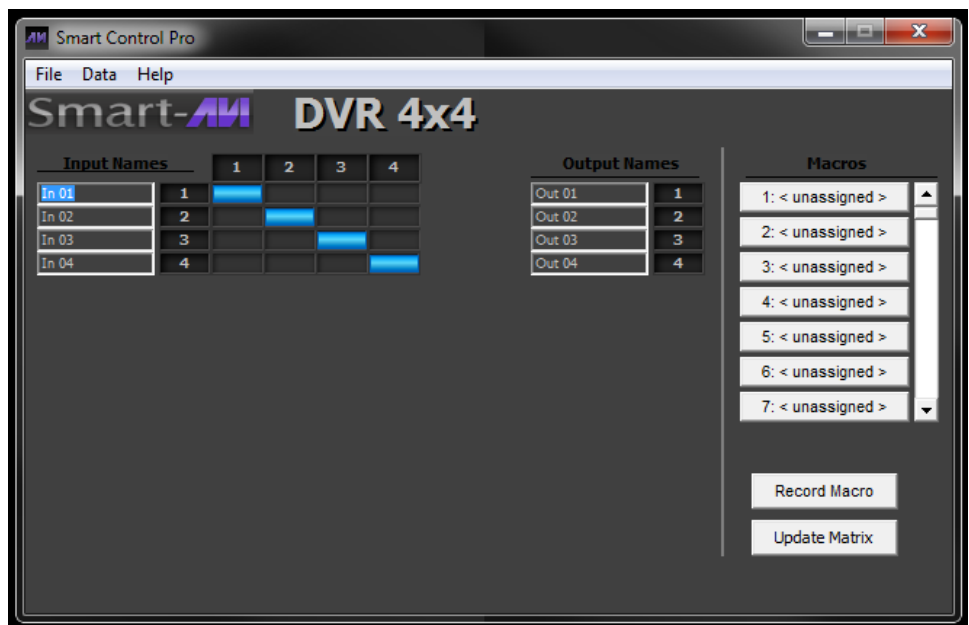 Smart Control Pro
File Data Help
Smart-AVI DVR 4x4
Input Names 1 2 3 4 Output Names Macros
In 01 1 Out 01 1 1: < unassigned >
In 02 2 Out 02 2 2: < unassigned >
In 03 3 Out 03 3 3: < unassigned >
In 04 4 Out 04 4 4: < unassigned >
5: < unassigned >
6: < unassigned >
7: < unassigned >
Record Macro
Update Matrix